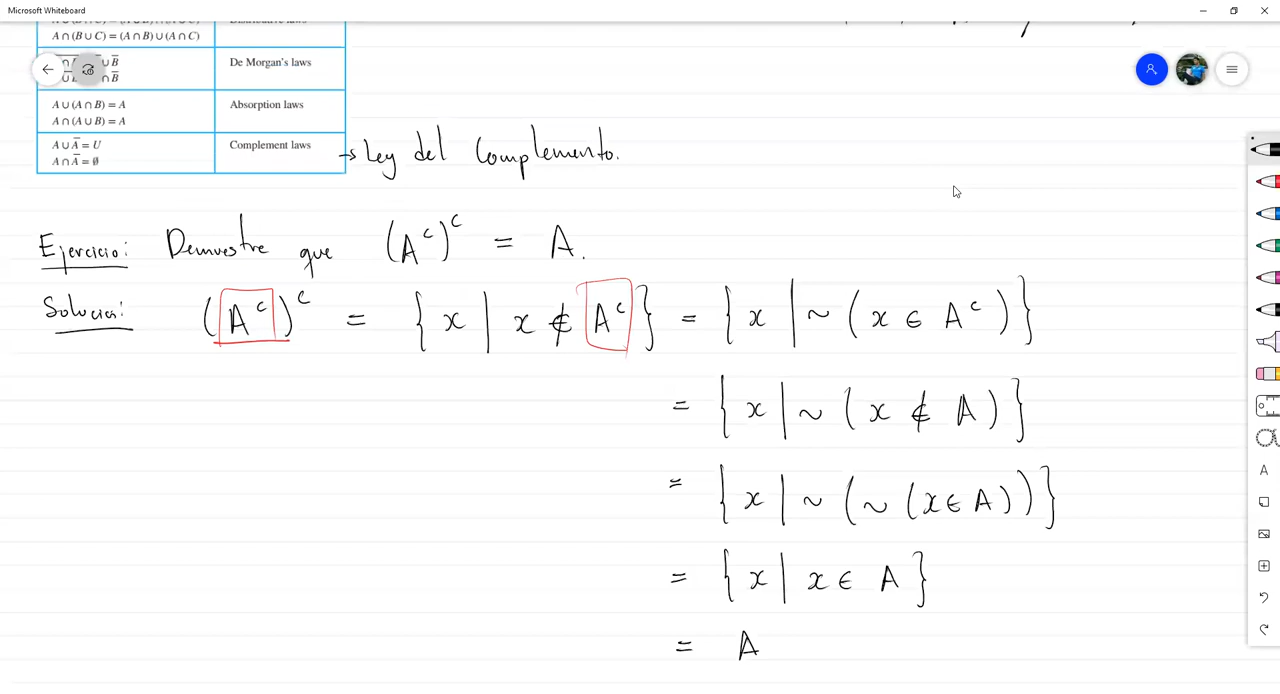 Microsoft Whiteboard
A ∩ (B ∪ C) = (A ∩ B) ∪ (A ∩ C)
De Morgan's laws
A ∪ (A ∩ B) = A
A ∩ (A ∪ B) = A
Absorption laws
A ∪ A̅ = U
A ∩ A̅ = ∅
Complement laws
→ Ley del Complemento.
Ejercicio: Demuestre que (A^c)^c = A.
Solución: (A^c)^c = { x | x ∉ A^c } = { x | ~ (x ∈ A^c) }
= { x | ~ (x ∉ A) }
= { x | ~ (~ (x ∈ A)) }
= { x | x ∈ A }
= A
A